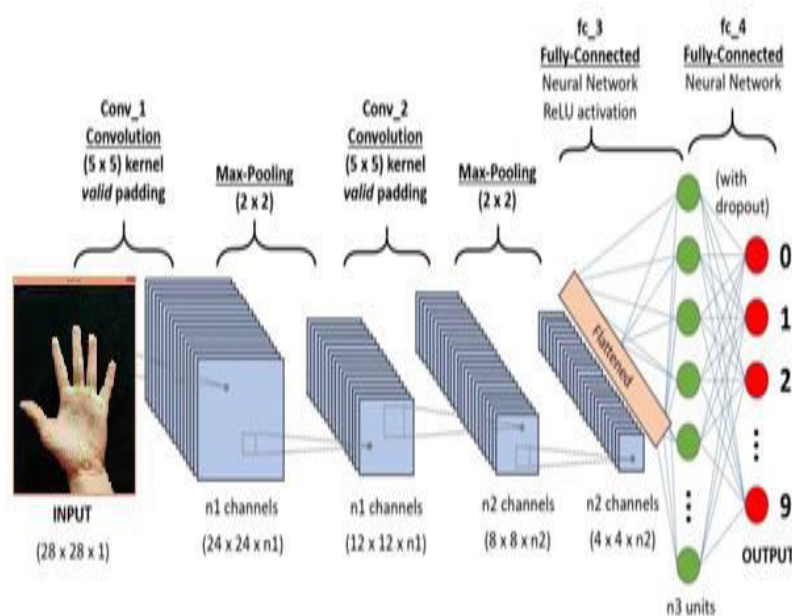 fc_3
Fully-Connected
Neural Network
ReLU activation
fc_4
Fully-Connected
Neural Network
Conv_1
Convolution
(5 x 5) kernel
valid padding
Max-Pooling
(2 x 2)
Conv_2
Convolution
(5 x 5) kernel
valid padding
Max-Pooling
(2 x 2)
(with
dropout)
Flattened
0
1
2
9
INPUT
(28 x 28 x 1)
n1 channels
(24 x 24 x n1)
n1 channels
(12 x 12 x n1)
n2 channels
(8 x 8 x n2)
n2 channels
(4 x 4 x n2)
OUTPUT
n3 units